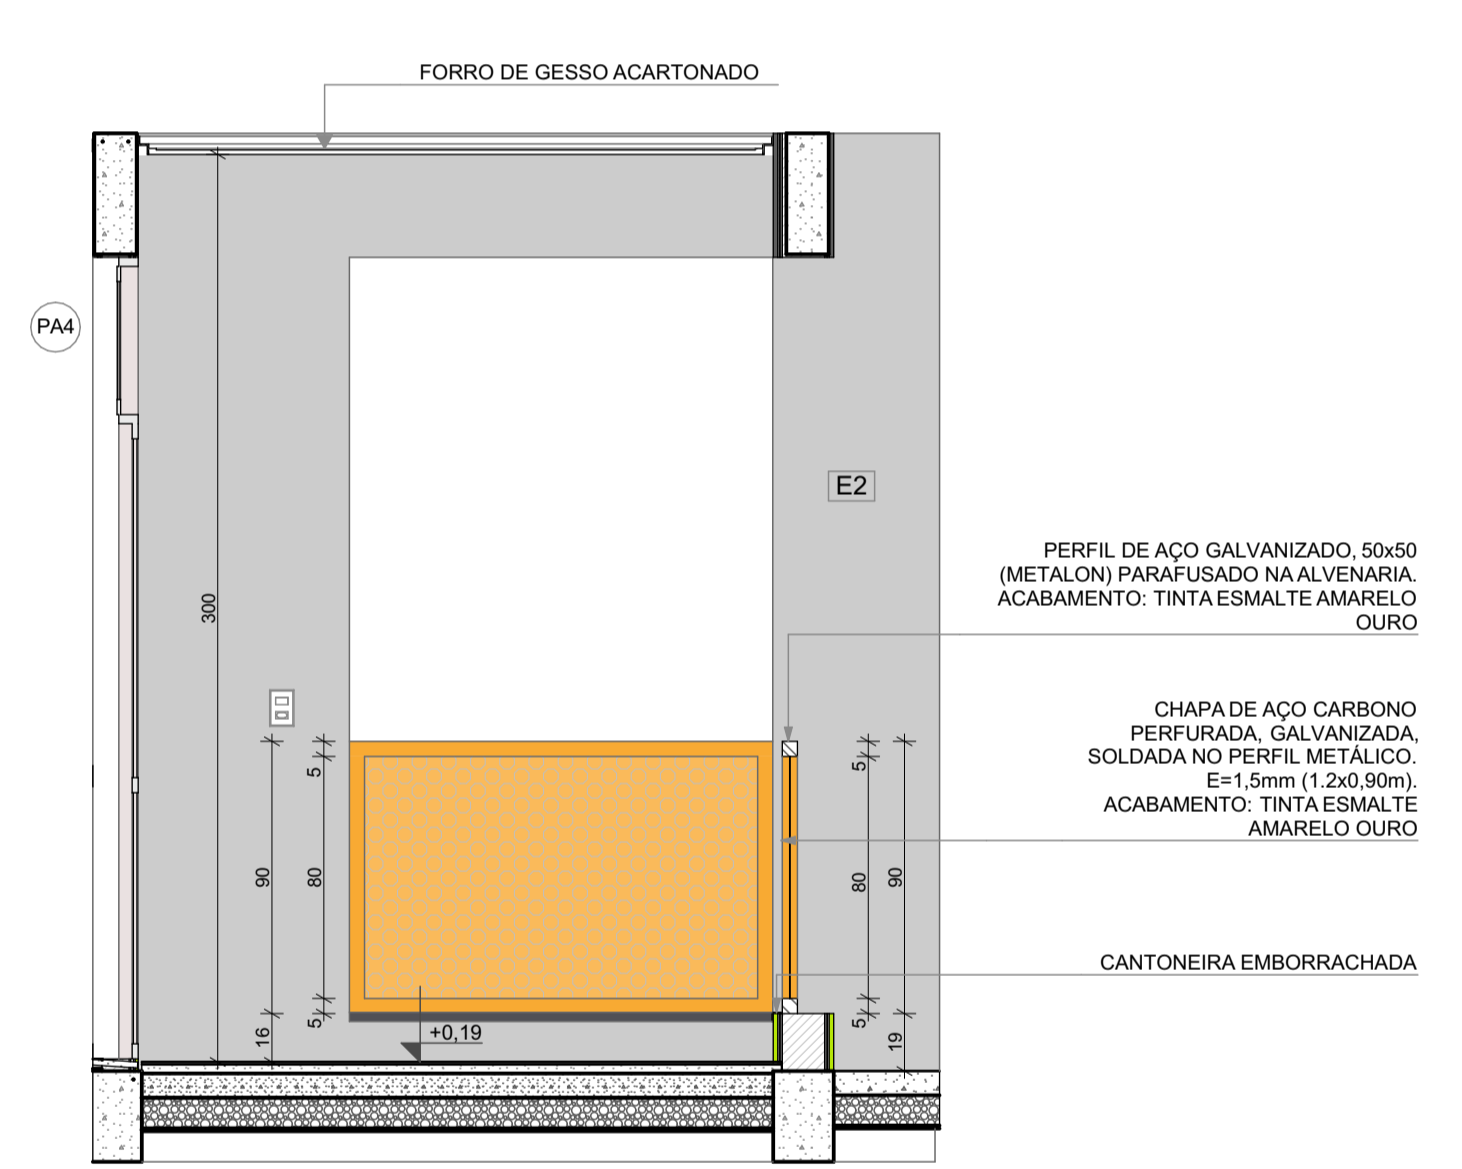 FORRO DE GESSO ACARTONADO
PA4
E2
PERFIL DE AÇO GALVANIZADO, 50x50
(METALON) PARAFUSADO NA ALVENARIA.
ACABAMENTO: TINTA ESMALTE AMARELO
OURO
300
CHAPA DE AÇO CARBONO
PERFURADA, GALVANIZADA,
SOLDADA NO PERFIL METÁLICO.
E=1,5mm (1.2x0,90m).
ACABAMENTO: TINTA ESMALTE
AMARELO OURO
5
5
90
80
80
90
CANTONEIRA EMBORRACHADA
16
5
+0,19
5
19